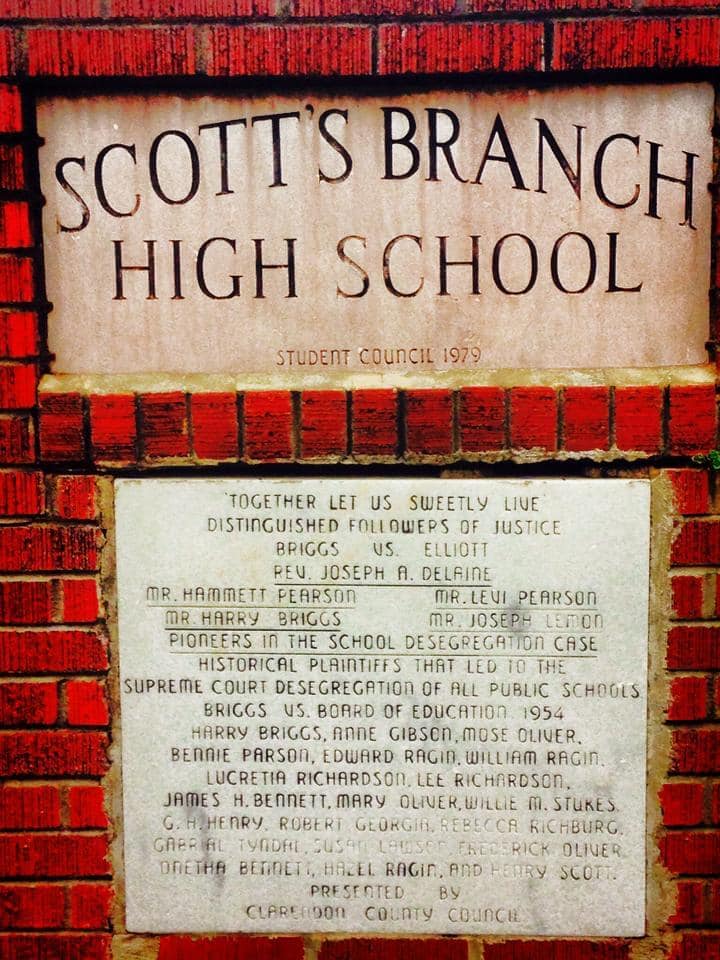 SCOTT'S BRANCH
HIGH SCHOOL
STUDENT COUNCIL 1979
"TOGETHER LET US SWEETLY LIVE"
DISTINGUISHED FOLLOWERS OF JUSTICE
BRIGGS VS. ELLIOTT
REV. JOSEPH A. DELAINE
MR. HAMMETT PEARSON MR. LEVI PEARSON
MR. HARRY BRIGGS MR. JOSEPH LEMON
PIONEERS IN THE SCHOOL DESEGREGATION CASE
HISTORICAL PLAINTIFFS THAT LED TO THE
SUPREME COURT DESEGREGATION OF ALL PUBLIC SCHOOLS
BRIGGS VS. BOARD OF EDUCATION 1954
HARRY BRIGGS, ANNE GIBSON, MOSE OLIVER,
BENNIE PARSON, EDWARD RAGIN, WILLIAM RAGIN,
LUCRETIA RICHARDSON, LEE RICHARDSON,
JAMES H. BENNETT, MARY OLIVER, WILLIE M. STUKES
G. H. HENRY, ROBERT GEORGIA, REBECCA RICHBURG,
GABRIAL TYNDAL, SUSAN LAWSON, FREDERICK OLIVER
ONETHA BENNETT, HAZEL RAGIN, AND HENRY SCOTT.
PRESENTED BY
CLARENDON COUNTY COUNCIL